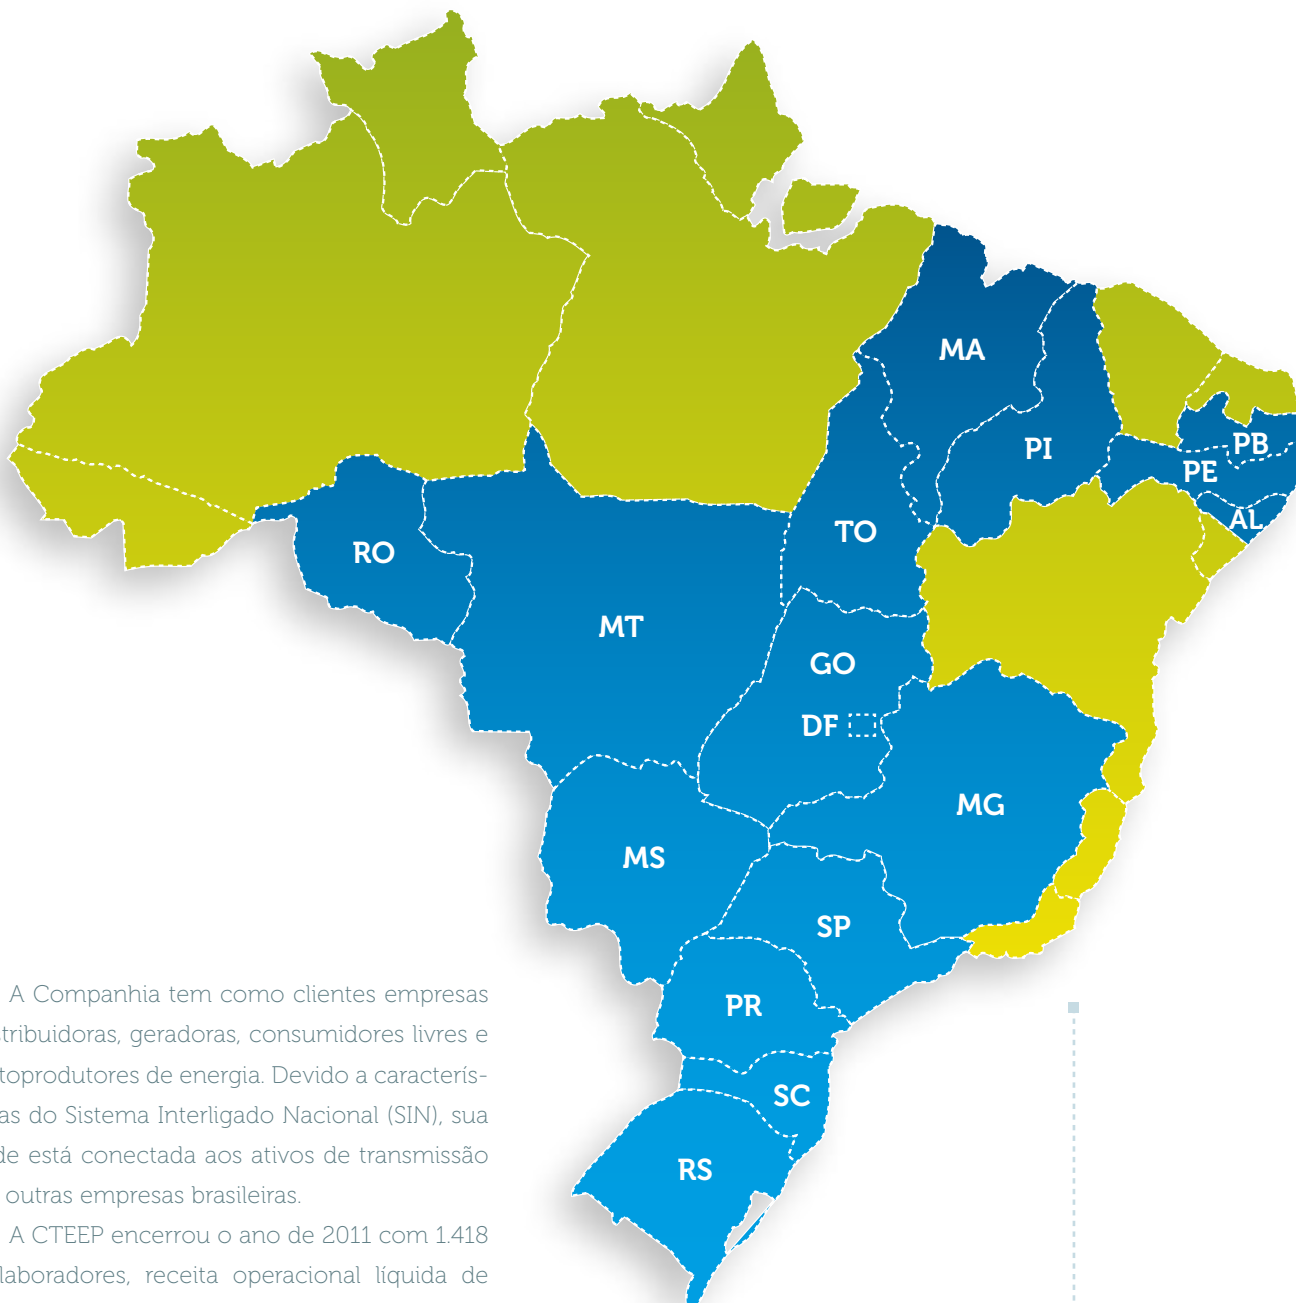 MA
PI
PB
PE
AL
TO
RO
MT
GO
DF
MG
MS
SP
PR
SC
RS
A Companhia tem como clientes empresas
tribuidoras, geradoras, consumidores livres e
toprodutores de energia. Devido a caracterís-
as do Sistema Interligado Nacional (SIN), sua
de está conectada aos ativos de transmissão
outras empresas brasileiras.
A CTEEP encerrou o ano de 2011 com 1.418
laboradores, receita operacional líquida de